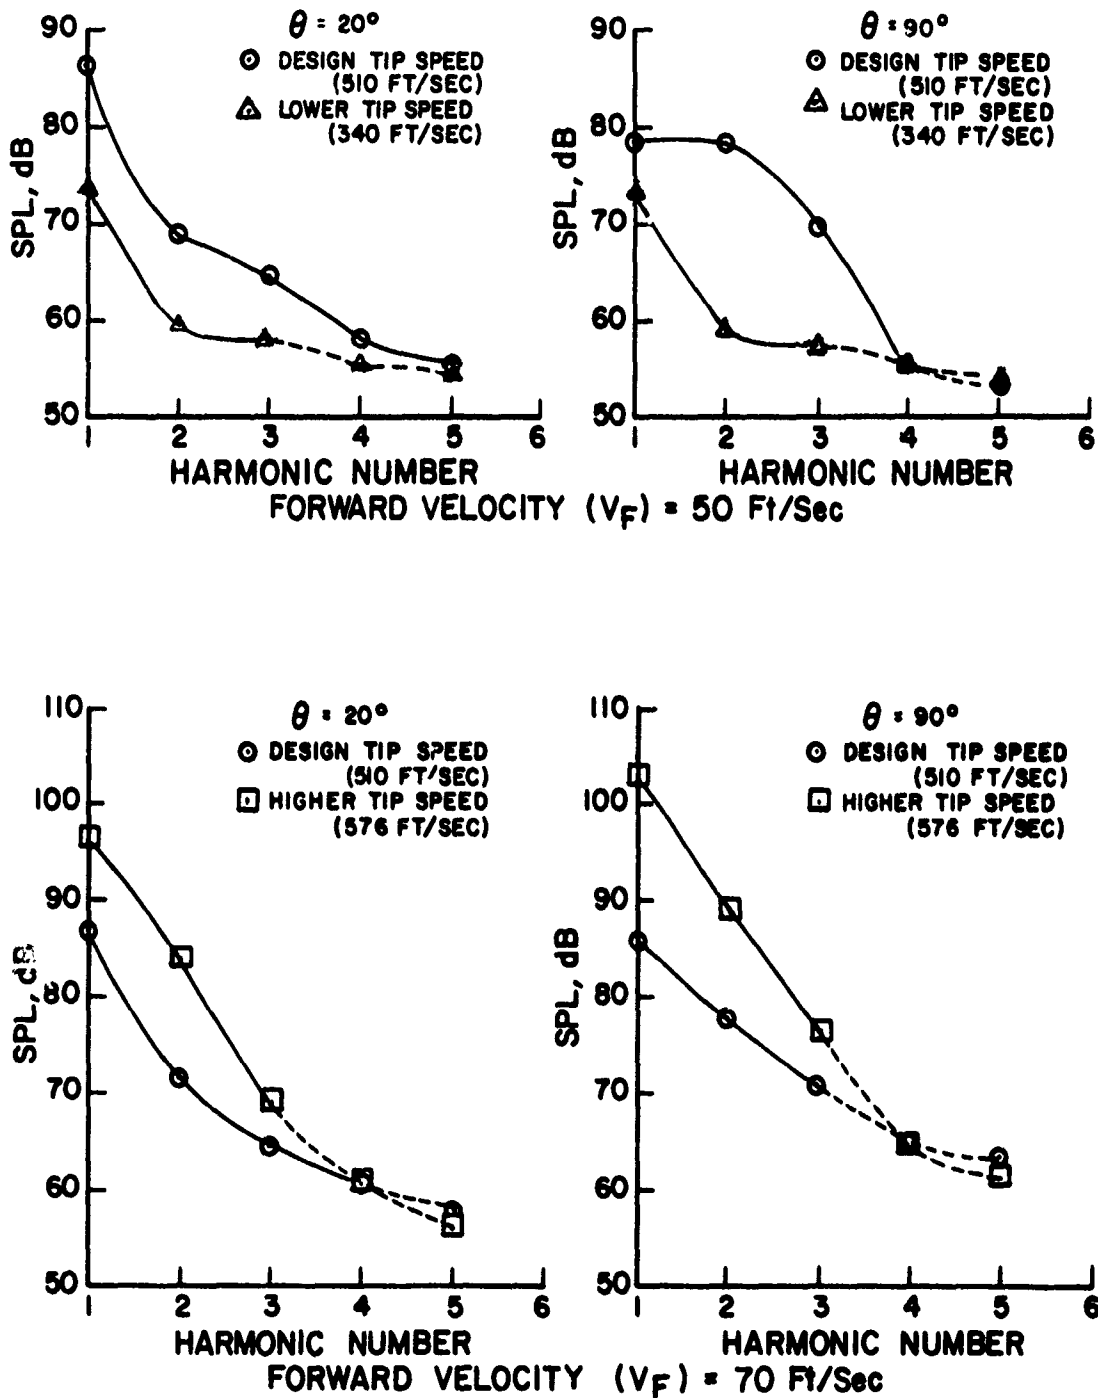 θ = 20°
DESIGN TIP SPEED
(510 FT/SEC)
LOWER TIP SPEED
(340 FT/SEC)
SPL, dB
90
80
70
60
50
1 2 3 4 5 6
HARMONIC NUMBER
θ = 90°
DESIGN TIP SPEED
(510 FT/SEC)
LOWER TIP SPEED
(340 FT/SEC)
SPL, dB
90
80
70
60
50
1 2 3 4 5 6
HARMONIC NUMBER
FORWARD VELOCITY (VF) = 50 Ft/Sec
θ = 20°
DESIGN TIP SPEED
(510 FT/SEC)
HIGHER TIP SPEED
(576 FT/SEC)
SPL, dB
110
100
90
80
70
60
50
1 2 3 4 5 6
HARMONIC NUMBER
θ = 90°
DESIGN TIP SPEED
(510 FT/SEC)
HIGHER TIP SPEED
(576 FT/SEC)
SPL, dB
110
100
90
80
70
60
50
1 2 3 4 5 6
HARMONIC NUMBER
FORWARD VELOCITY (VF) = 70 Ft/Sec